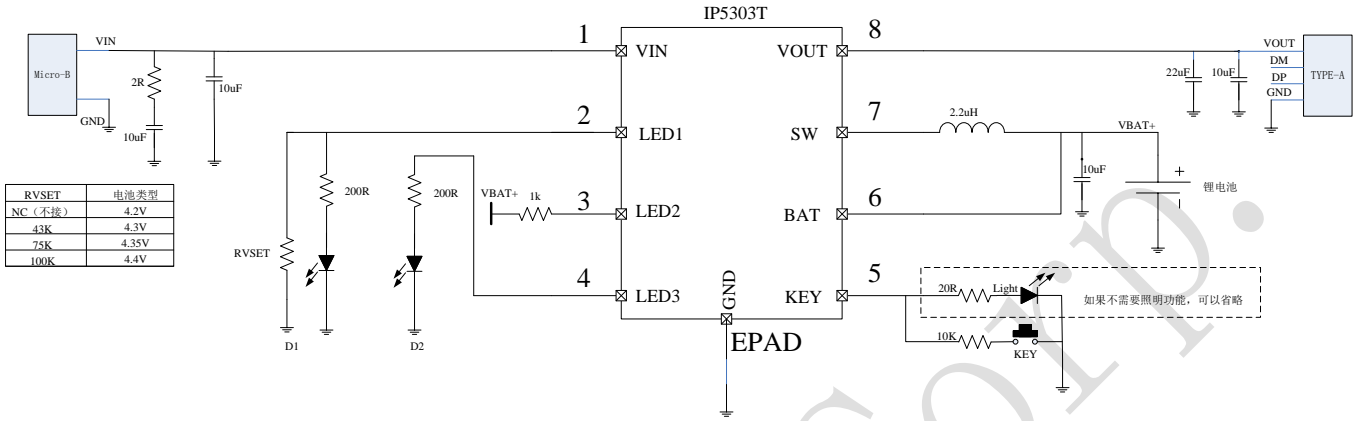 IP5303T
Micro-B
VIN
GND
2R
10uF
10uF
1
2
3
4
VIN
LED1
LED2
LED3
GND
EPAD
VOUT
SW
BAT
KEY
8
7
6
5
RVSET
200R
D1
200R
D2
VBAT+
1k
RVSET 电池类型
NC（不接） 4.2V
43K 4.3V
75K 4.35V
100K 4.4V
22uF
10uF
VOUT
DM
DP
GND
TYPE-A
2.2uH
VBAT+
10uF
+
锂电池
20R
Light
如果不需要照明功能，可以省略
10K
KEY
orp.